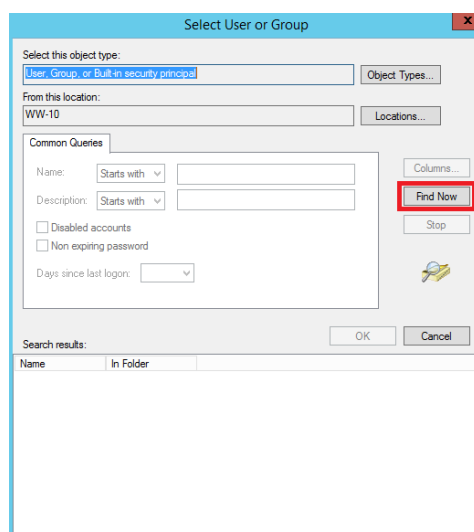 Select User or Group
x
Select this object type:
User, Group, or Built-in security principal
Object Types...
From this location:
WW-10
Locations...
Common Queries
Name:
Starts with
Columns...
Description:
Starts with
Find Now
Disabled accounts
Stop
Non expiring password
Days since last logon:
OK
Cancel
Search results:
Name
In Folder